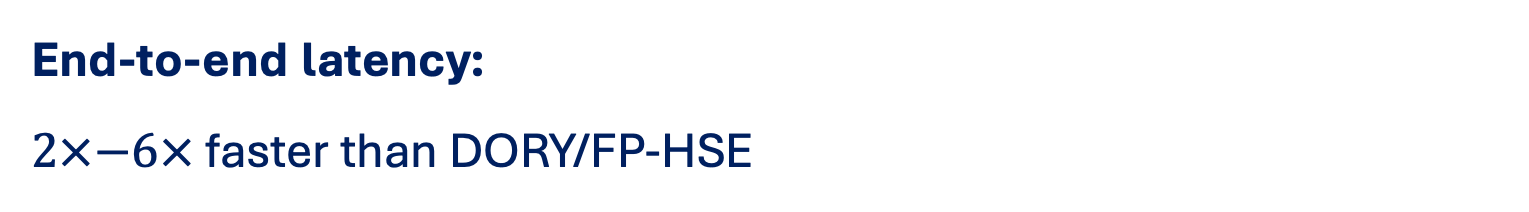 End-to-end latency:
2×−6× faster than DORY/FP-HSE